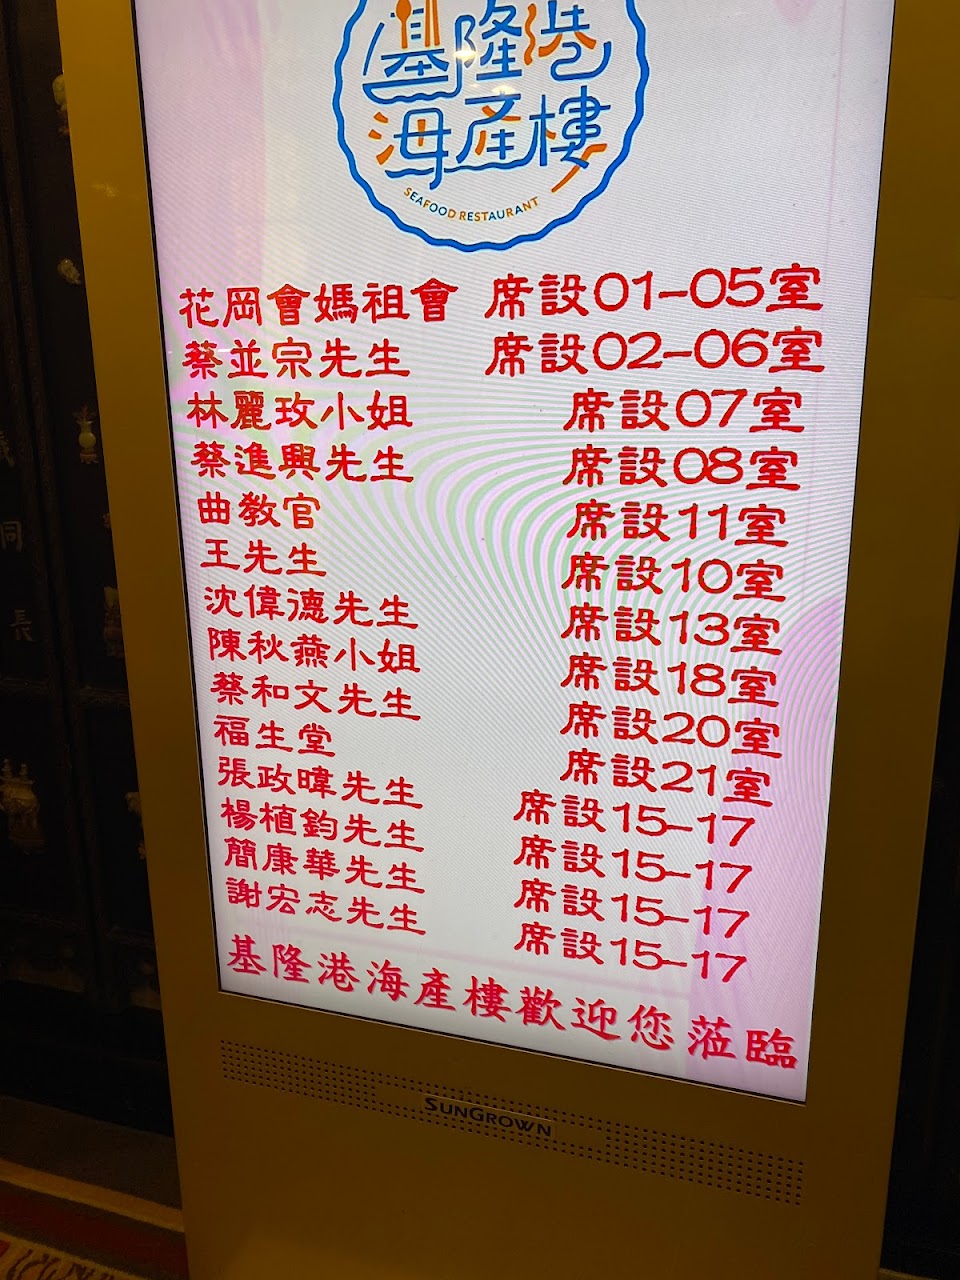 基隆港
海產樓
SEAFOOD RESTAURANT
花岡會媽祖會 席設01-05室
蔡並宗先生 席設02-06室
林麗玫小姐 席設07室
蔡進興先生 席設08室
曲教官 席設11室
王先生 席設10室
沈偉德先生 席設13室
陳秋燕小姐 席設18室
蔡和文先生 席設20室
福生堂 席設21室
張政暐先生 席設15-17
楊植鈞先生 席設15-17
簡康華先生 席設15-17
謝宏志先生 席設15-17
基隆港海產樓歡迎您 蒞臨
SUNGROWN
同
長